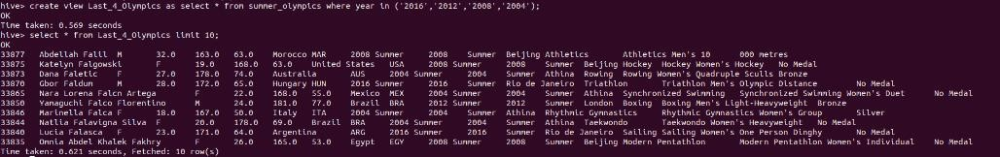 hive> create view Last_4_Olympics as select * from summer_olympics where year in ('2016','2012','2008','2004');
OK
Time taken: 0.569 seconds
hive> select * from Last_4_Olympics limit 10;
OK
33877 Abdellah Falil M 32.0 163.0 63.0 Morocco MAR 2008 Summer 2008 Summer Beijing Athletics Athletics Men's 10 000 metres
33875 Katelyn Falgowski F 19.0 168.0 63.0 United States USA 2008 Summer 2008 Summer Beijing Hockey Hockey Women's Hockey No Medal
33873 Dana Faletic F 27.0 178.0 74.0 Australia AUS 2004 Summer 2004 Summer Athina Rowing Rowing Women's Quadruple Sculls Bronze
33870 Gbor Faldum M 28.0 172.0 65.0 Hungary HUN 2016 Summer 2016 Summer Rio de Janeiro Triathlon Triathlon Men's Olympic Distance No Medal
33865 Nara Lorena Falcn Artega F 22.0 168.0 55.0 Mexico MEX 2004 Summer 2004 Summer Athina Synchronized Swimming Synchronized Swimming Women's Duet No Medal
33850 Yamaguchi Falco Florentino M 24.0 181.0 77.0 Brazil BRA 2012 Summer 2012 Summer London Boxing Boxing Men's Light-Heavyweight Bronze
33846 Marinella Falca F 18.0 167.0 50.0 Italy ITA 2004 Summer 2004 Summer Athina Rhythmic Gymnastics Rhythmic Gymnastics Women's Group Silver
33844 Natlia Falavigna Silva F 20.0 178.0 69.0 Brazil BRA 2004 Summer 2004 Summer Athina Taekwondo Taekwondo Women's Heavyweight No Medal
33840 Lucia Falasca F 23.0 171.0 64.0 Argentina ARG 2016 Summer 2016 Summer Rio de Janeiro Sailing Sailing Women's One Person Dinghy No Medal
33835 Omnia Abdel Khalek Fakhry F 26.0 165.0 53.0 Egypt EGY 2008 Summer 2008 Summer Beijing Modern Pentathlon Modern Pentathlon Women's Individual No Medal
Time taken: 0.621 seconds, Fetched: 10 row(s)